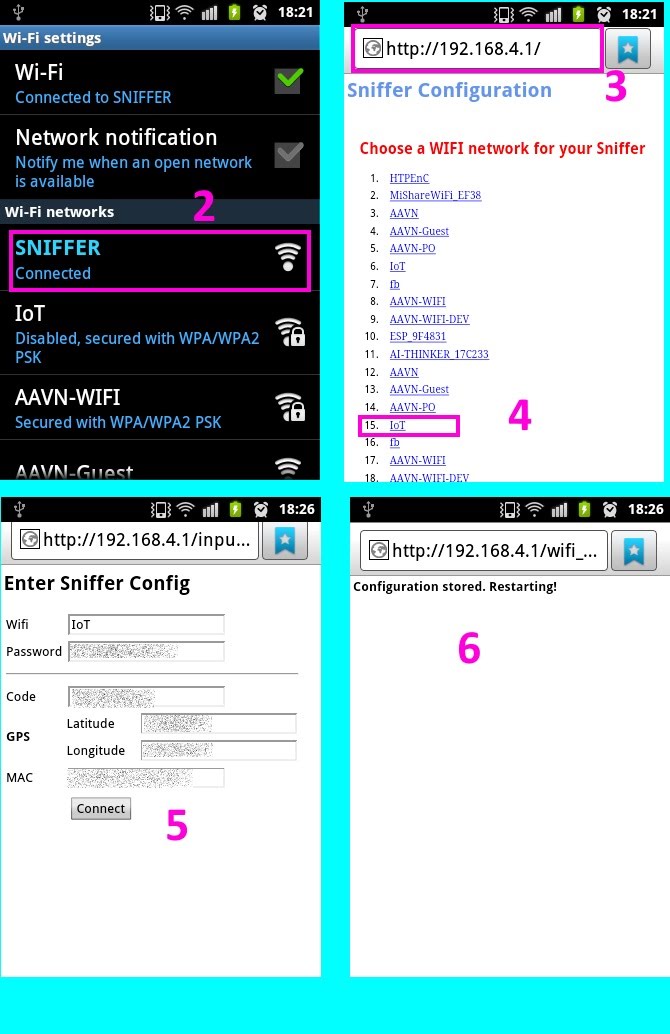 18:21
Wi-Fi settings
Wi-Fi
Connected to SNIFFER
Network notification
Notify me when an open network
is available
2
Wi-Fi networks
SNIFFER
Connected
IoT
Disabled, secured with WPA/WPA2
PSK
AAVN-WIFI
Secured with WPA/WPA2 PSK
AAVN-Guest
18:21
http://192.168.4.1/
3
Sniffer Configuration
Choose a WIFI network for your Sniffer
1. HTPEnC
2. MiShareWiFi_EF38
3. AAVN
4. AAVN-Guest
5. AAVN-PO
6. IoT
7. fb
8. AAVN-WIFI
9. AAVN-WIFI-DEV
10. ESP_9F4831
11. AI-THINKER_17C233
12. AAVN
13. AAVN-Guest
14. AAVN-PO
15. IoT
4
16. fb
17. AAVN-WIFI
18. AAVN-WIFI-DEV
18:26
http://192.168.4.1/inpu...
Enter Sniffer Config
Wifi IoT
Password
Code
GPS
Latitude
Longitude
MAC
Connect
5
18:26
http://192.168.4.1/wifi_...
Configuration stored. Restarting!
6